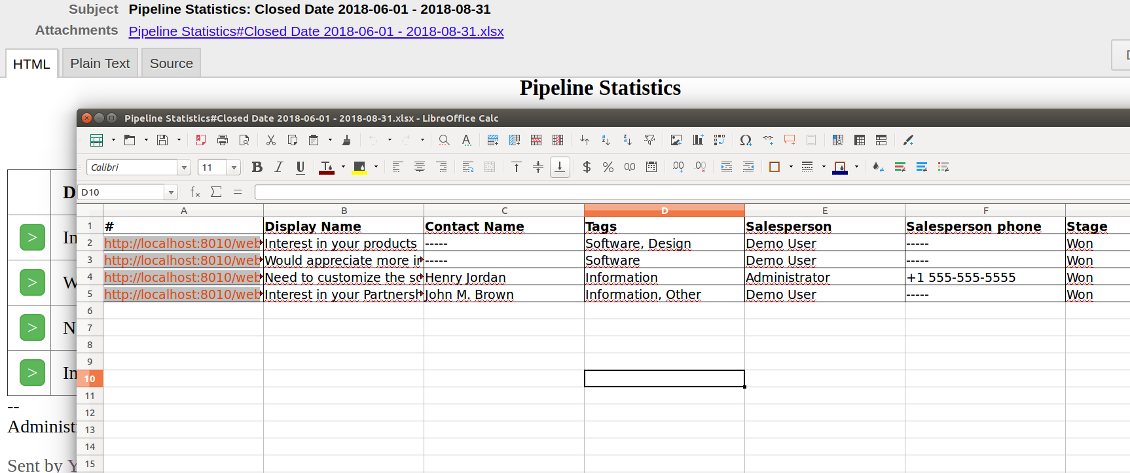 Subject Pipeline Statistics: Closed Date 2018-06-01 - 2018-08-31
Attachments Pipeline Statistics#Closed Date 2018-06-01 - 2018-08-31.xlsx
HTML Plain Text Source
Pipeline Statistics
Pipeline Statistics#Closed Date 2018-06-01 - 2018-08-31.xlsx - LibreOffice Calc
Calibri 11
D10
A B C D E F
1 # Display Name Contact Name Tags Salesperson Salesperson phone Stage
2 http://localhost:8010/web Interest in your products ----- Software, Design Demo User ----- Won
3 http://localhost:8010/web Would appreciate more in ----- Software Demo User ----- Won
4 http://localhost:8010/web Need to customize the so Henry Jordan Information Administrator +1 555-555-5555 Won
5 http://localhost:8010/web Interest in your Partnersh John M. Brown Information, Other Demo User ----- Won
6
7
8
9
10
11
12
13
14
15
D
> In
> W
> N
> In
--
Administ
Sent by Y